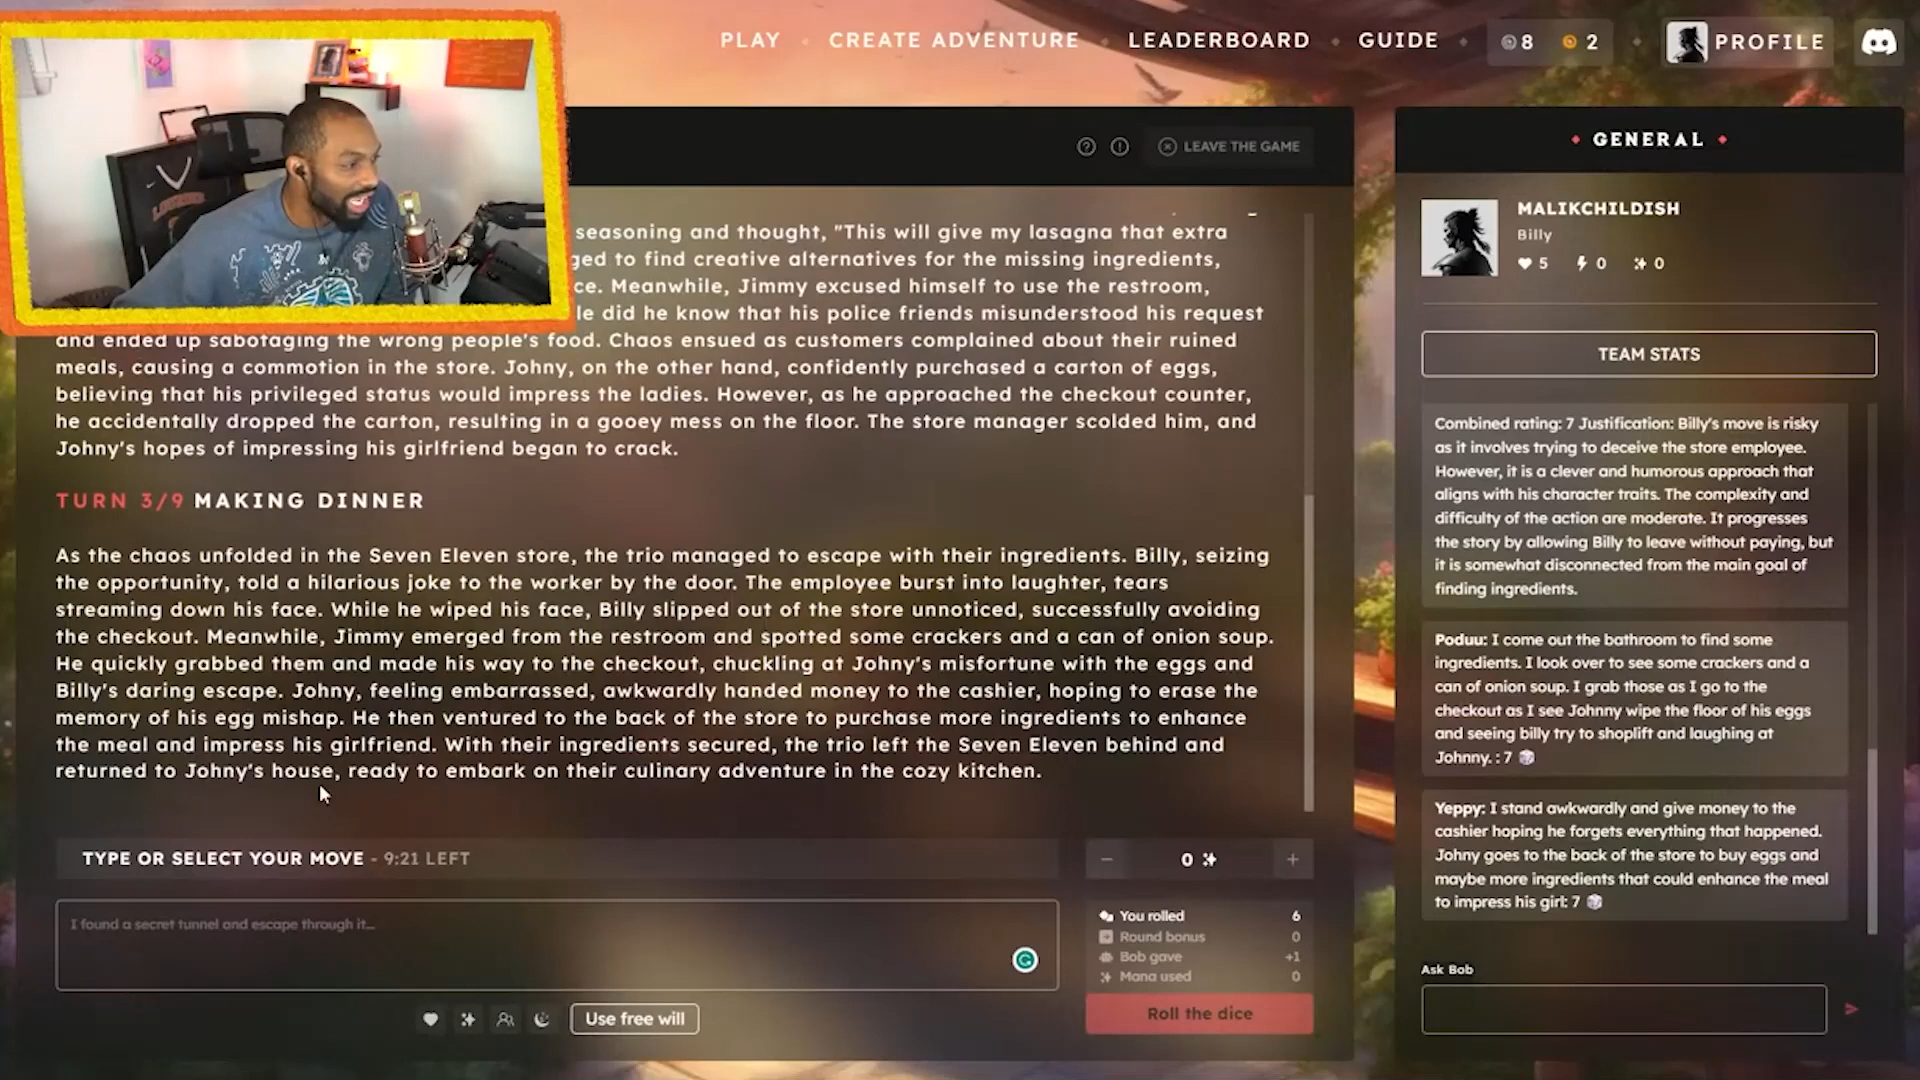 PLAY
CREATE ADVENTURE
LEADERBOARD
GUIDE
8
2
PROFILE
LEAVE THE GAME
seasoning and thought, "This will give my lasagna that extra
ged to find creative alternatives for the missing ingredients,
ce. Meanwhile, Jimmy excused himself to use the restroom,
le did he know that his police friends misunderstood his request
and ended up sabotaging the wrong people's food. Chaos ensued as customers complained about their ruined
meals, causing a commotion in the store. Johny, on the other hand, confidently purchased a carton of eggs,
believing that his privileged status would impress the ladies. However, as he approached the checkout counter,
he accidentally dropped the carton, resulting in a gooey mess on the floor. The store manager scolded him, and
Johny's hopes of impressing his girlfriend began to crack.
TURN 3/9 MAKING DINNER
As the chaos unfolded in the Seven Eleven store, the trio managed to escape with their ingredients. Billy, seizing
the opportunity, told a hilarious joke to the worker by the door. The employee burst into laughter, tears
streaming down his face. While he wiped his face, Billy slipped out of the store unnoticed, successfully avoiding
the checkout. Meanwhile, Jimmy emerged from the restroom and spotted some crackers and a can of onion soup.
He quickly grabbed them and made his way to the checkout, chuckling at Johny's misfortune with the eggs and
Billy's daring escape. Johny, feeling embarrassed, awkwardly handed money to the cashier, hoping to erase the
memory of his egg mishap. He then ventured to the back of the store to purchase more ingredients to enhance
the meal and impress his girlfriend. With their ingredients secured, the trio left the Seven Eleven behind and
returned to Johny's house, ready to embark on their culinary adventure in the cozy kitchen.
TYPE OR SELECT YOUR MOVE - 9:21 LEFT
I found a secret tunnel and escape through it...
Use free will
− 0 +
You rolled 6
Round bonus 0
Bob gave +1
Mana used 0
Roll the dice
GENERAL
MALIKCHILDISH
Billy
5 0 0
TEAM STATS
Combined rating: 7 Justification: Billy's move is risky
as it involves trying to deceive the store employee.
However, it is a clever and humorous approach that
aligns with his character traits. The complexity and
difficulty of the action are moderate. It progresses
the story by allowing Billy to leave without paying, but
it is somewhat disconnected from the main goal of
finding ingredients.
Poduu: I come out the bathroom to find some
ingredients. I look over to see some crackers and a
can of onion soup. I grab those as I go to the
checkout as I see Johnny wipe the floor of his eggs
and seeing billy try to shoplift and laughing at
Johnny. : 7
Yeppy: I stand awkwardly and give money to the
cashier hoping he forgets everything that happened.
Johny goes to the back of the store to buy eggs and
maybe more ingredients that could enhance the meal
to impress his girl: 7
Ask Bob